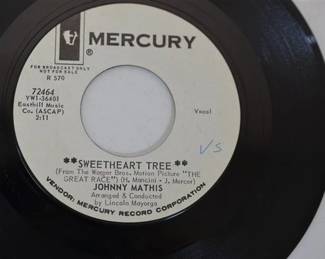 MERCURY
®
FOR BROADCAST ONLY
NOT FOR SALE
R 570
72464
YW1-36401
Easthill Music
Co. (ASCAP)
2:11
Vocal
VS
**SWEETHEART TREE**
(From The Warner Bros. Motion Picture "THE
GREAT RACE") (H. Mancini - J. Mercer)
JOHNNY MATHIS
Arranged & Conducted
by Lincoln Mayorga
VENDOR: MERCURY RECORD CORPORATION